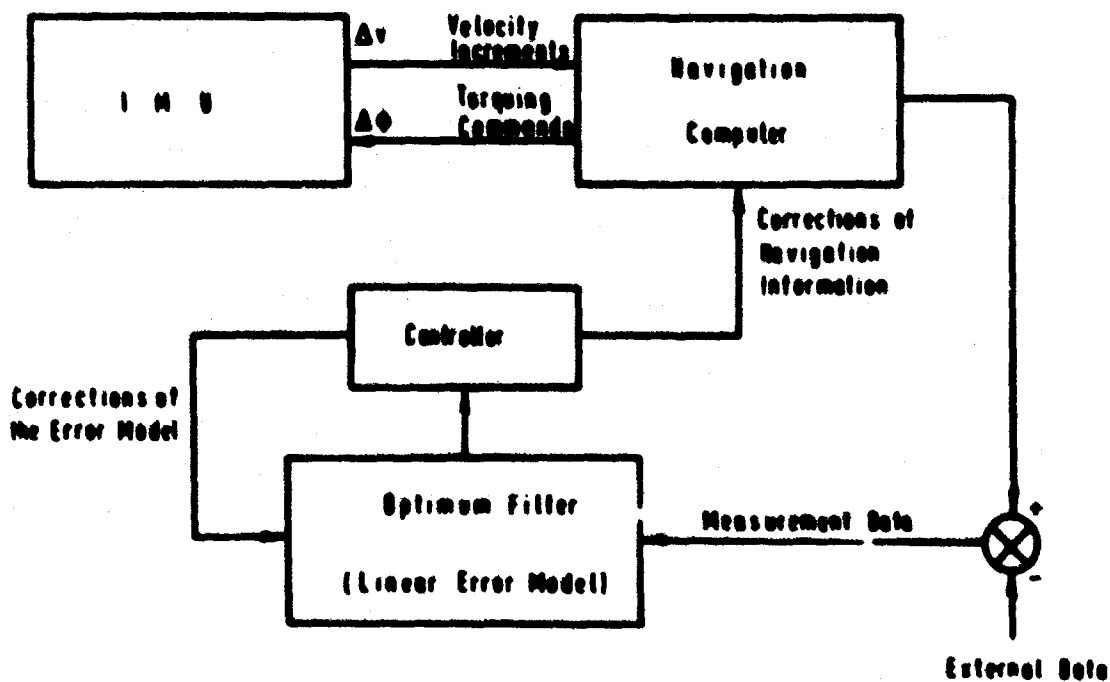 Δv
Velocity
Increments
I M U
Navigation
Computer
Torquing
Commands
Δϕ
Corrections of
Navigation
Information
Controller
Corrections of
the Error Model
Optimum Filter
(Linear Error Model)
Measurement Data
+
-
External Data